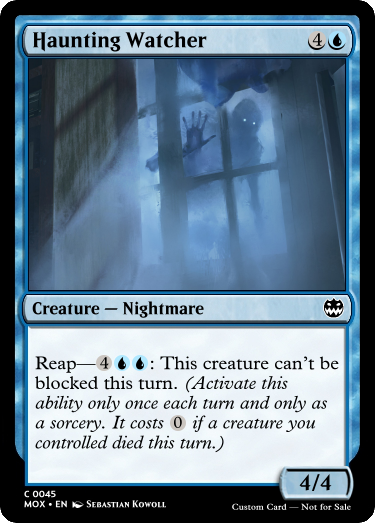 Haunting Watcher 4
Creature — Nightmare
Reap—4: This creature can't be
blocked this turn. (Activate this
ability only once each turn and only as
a sorcery. It costs 0 if a creature you
controlled died this turn.)
4/4
C 0045
MOX • EN Sebastian Kowoll
Custom Card — Not for Sale